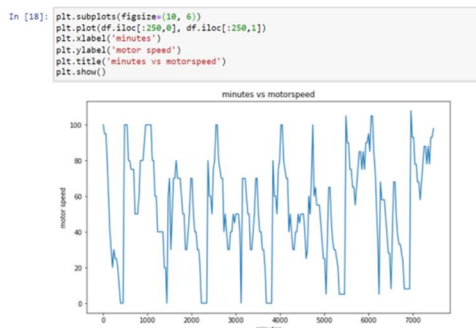 In [18]: plt.subplots(figsize=(10, 6))
plt.plot(df.iloc[:250,0], df.iloc[:250,1])
plt.xlabel('minutes')
plt.ylabel('motor speed')
plt.title('minutes vs motorspeed')
plt.show()
minutes vs motorspeed
100
80
60
40
20
0
motor speed
0 1000 2000 3000 4000 5000 6000 7000
minutes